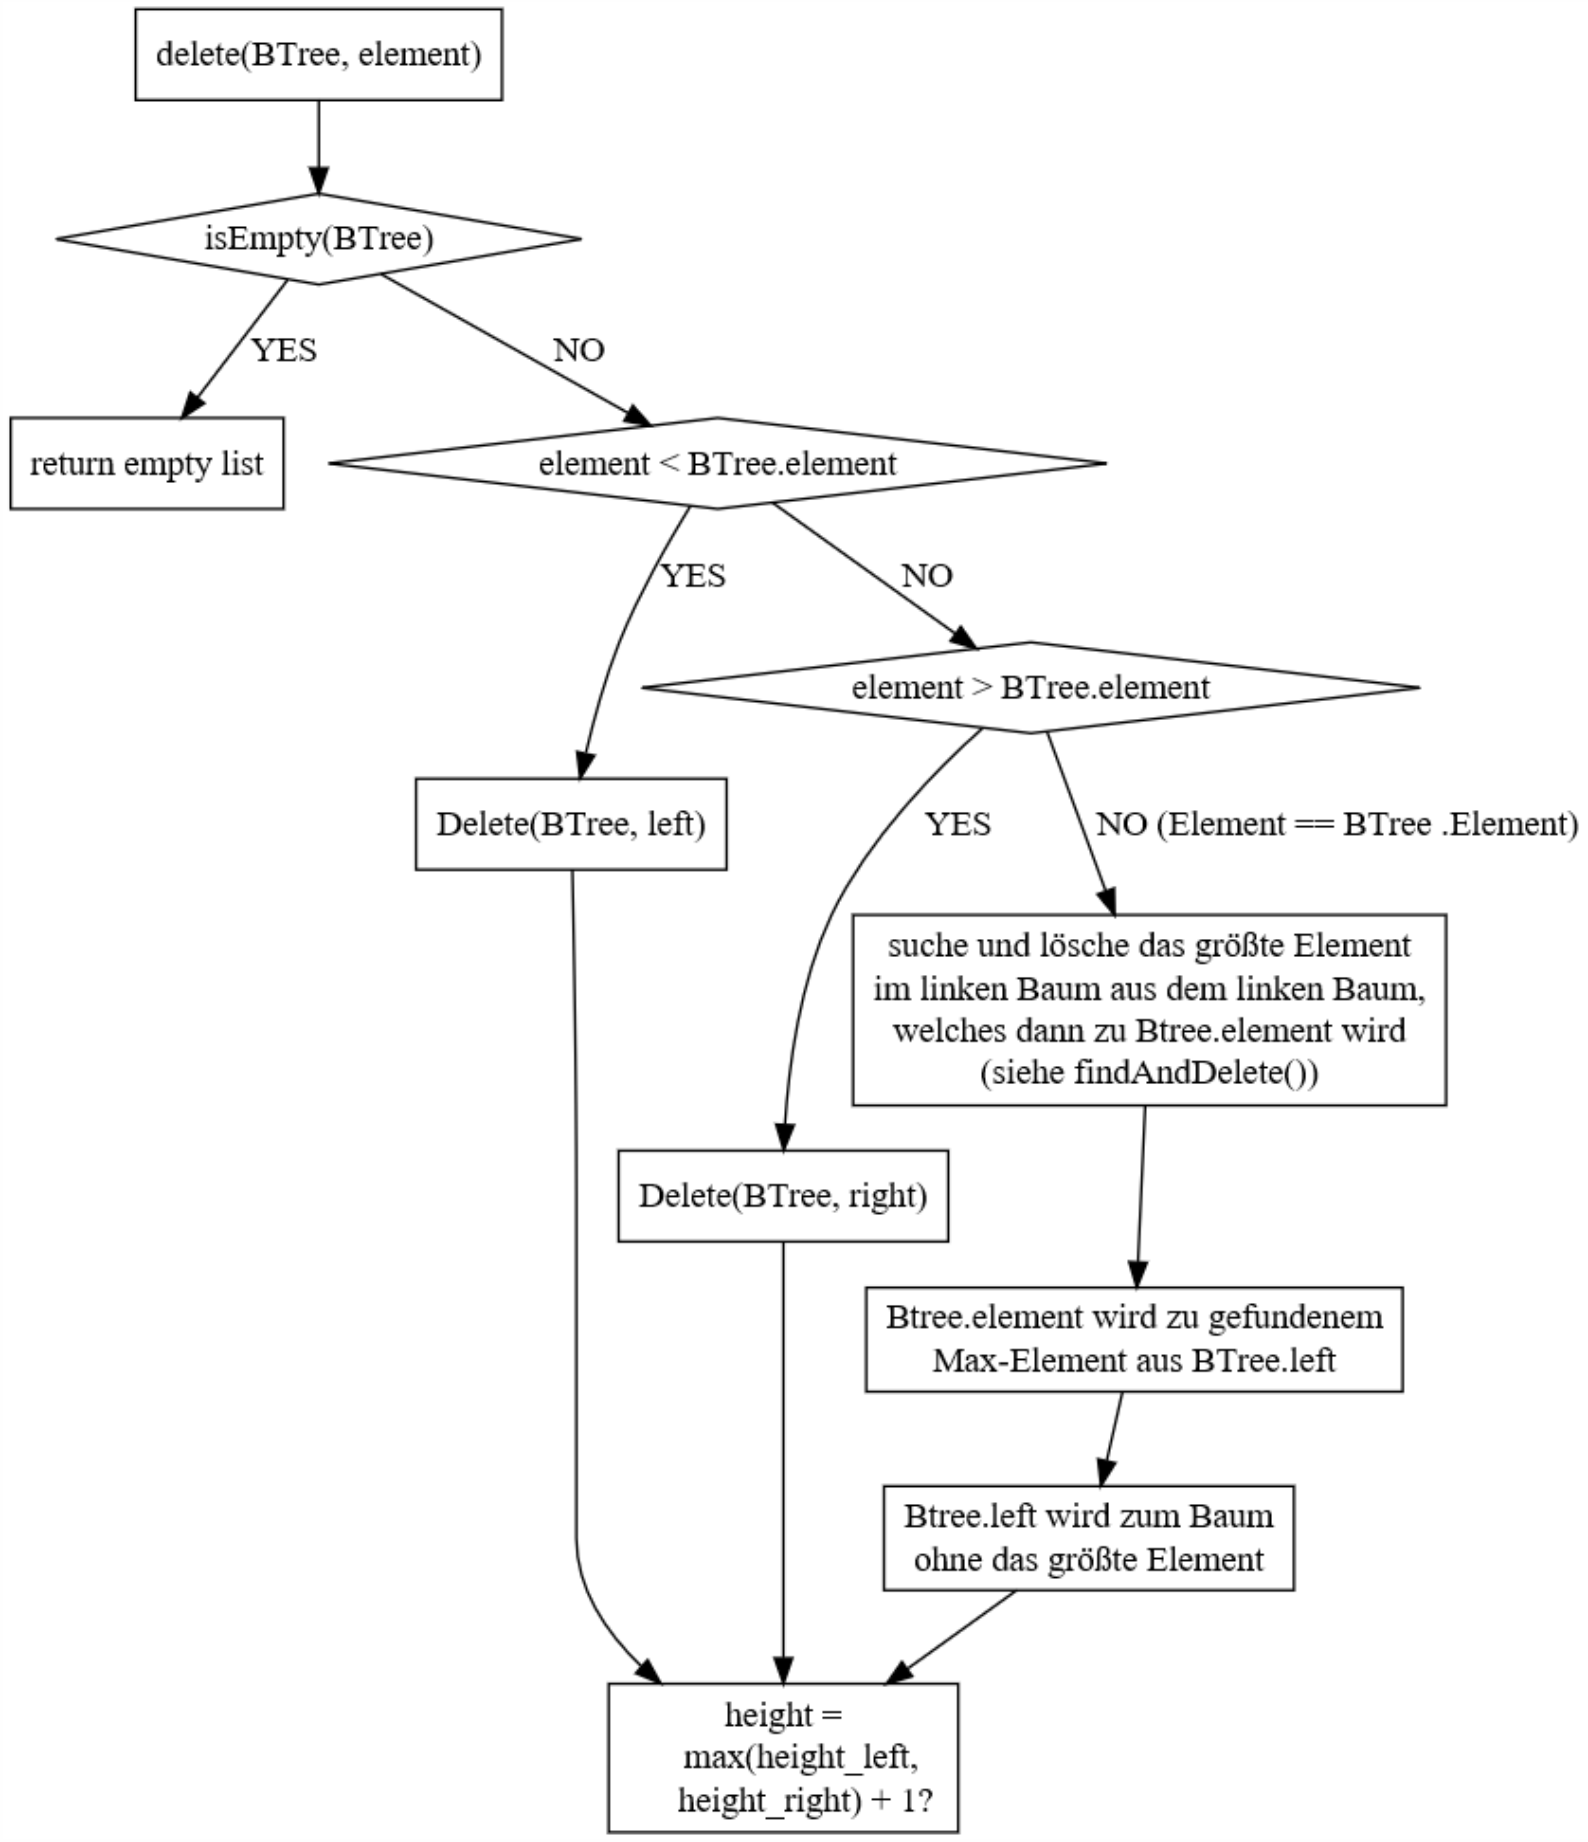 delete(BTree, element)
isEmpty(BTree)
YES
NO
return empty list
element < BTree.element
YES
NO
element > BTree.element
Delete(BTree, left)
YES
NO (Element == BTree .Element)
suche und lösche das größte Element
im linken Baum aus dem linken Baum,
welches dann zu Btree.element wird
(siehe findAndDelete())
Delete(BTree, right)
Btree.element wird zu gefundenem
Max-Element aus BTree.left
Btree.left wird zum Baum
ohne das größte Element
height =
max(height_left,
height_right) + 1?